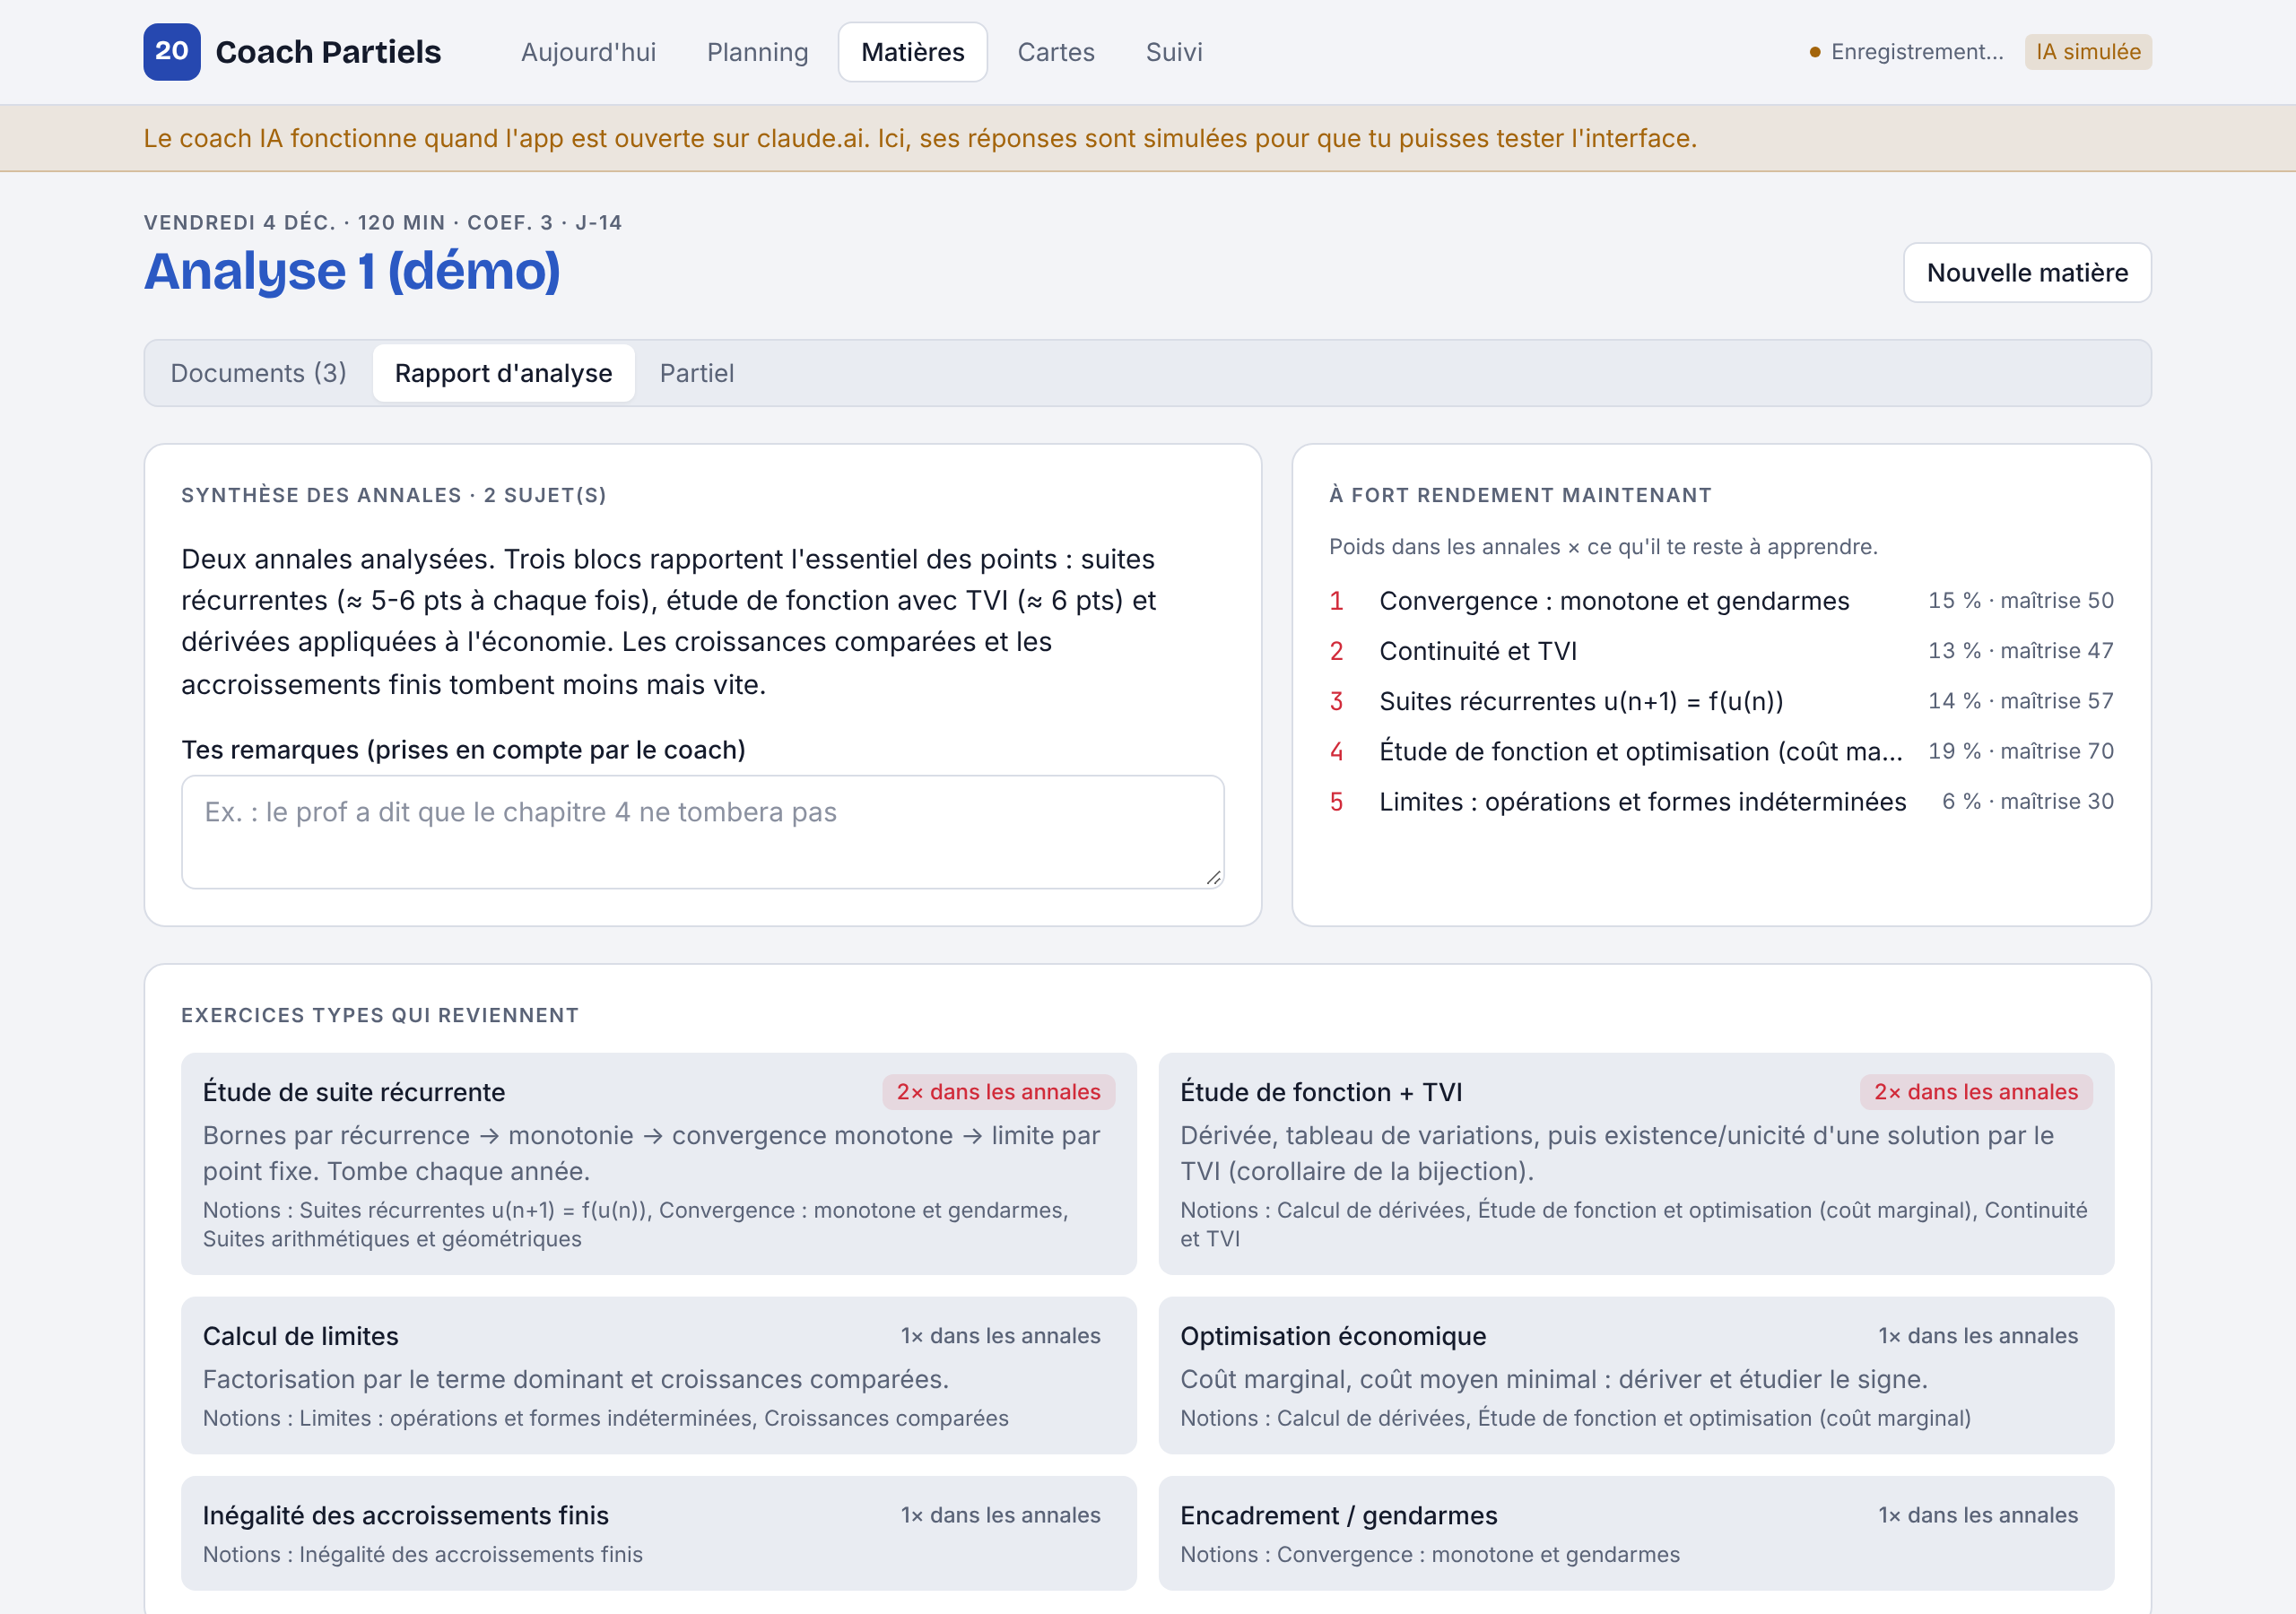 20 Coach Partiels Aujourd'hui Planning Matières Cartes Suivi Enregistrement... IA simulée
Le coach IA fonctionne quand l'app est ouverte sur claude.ai. Ici, ses réponses sont simulées pour que tu puisses tester l'interface.
VENDREDI 4 DÉC. · 120 MIN · COEF. 3 · J-14
Analyse 1 (démo)
Nouvelle matière
Documents (3) Rapport d'analyse Partiel
SYNTHÈSE DES ANNALES · 2 SUJET(S)
Deux annales analysées. Trois blocs rapportent l'essentiel des points : suites
récurrentes (≈ 5-6 pts à chaque fois), étude de fonction avec TVI (≈ 6 pts) et
dérivées appliquées à l'économie. Les croissances comparées et les
accroissements finis tombent moins mais vite.
Tes remarques (prises en compte par le coach)
Ex. : le prof a dit que le chapitre 4 ne tombera pas
À FORT RENDEMENT MAINTENANT
Poids dans les annales × ce qu'il te reste à apprendre.
1 Convergence : monotone et gendarmes 15 % · maîtrise 50
2 Continuité et TVI 13 % · maîtrise 47
3 Suites récurrentes u(n+1) = f(u(n)) 14 % · maîtrise 57
4 Étude de fonction et optimisation (coût ma... 19 % · maîtrise 70
5 Limites : opérations et formes indéterminées 6 % · maîtrise 30
EXERCICES TYPES QUI REVIENNENT
Étude de suite récurrente 2× dans les annales
Bornes par récurrence → monotonie → convergence monotone → limite par
point fixe. Tombe chaque année.
Notions : Suites récurrentes u(n+1) = f(u(n)), Convergence : monotone et gendarmes,
Suites arithmétiques et géométriques
Étude de fonction + TVI 2× dans les annales
Dérivée, tableau de variations, puis existence/unicité d'une solution par le
TVI (corollaire de la bijection).
Notions : Calcul de dérivées, Étude de fonction et optimisation (coût marginal), Continuité
et TVI
Calcul de limites 1× dans les annales
Factorisation par le terme dominant et croissances comparées.
Notions : Limites : opérations et formes indéterminées, Croissances comparées
Optimisation économique 1× dans les annales
Coût marginal, coût moyen minimal : dériver et étudier le signe.
Notions : Calcul de dérivées, Étude de fonction et optimisation (coût marginal)
Inégalité des accroissements finis 1× dans les annales
Notions : Inégalité des accroissements finis
Encadrement / gendarmes 1× dans les annales
Notions : Convergence : monotone et gendarmes